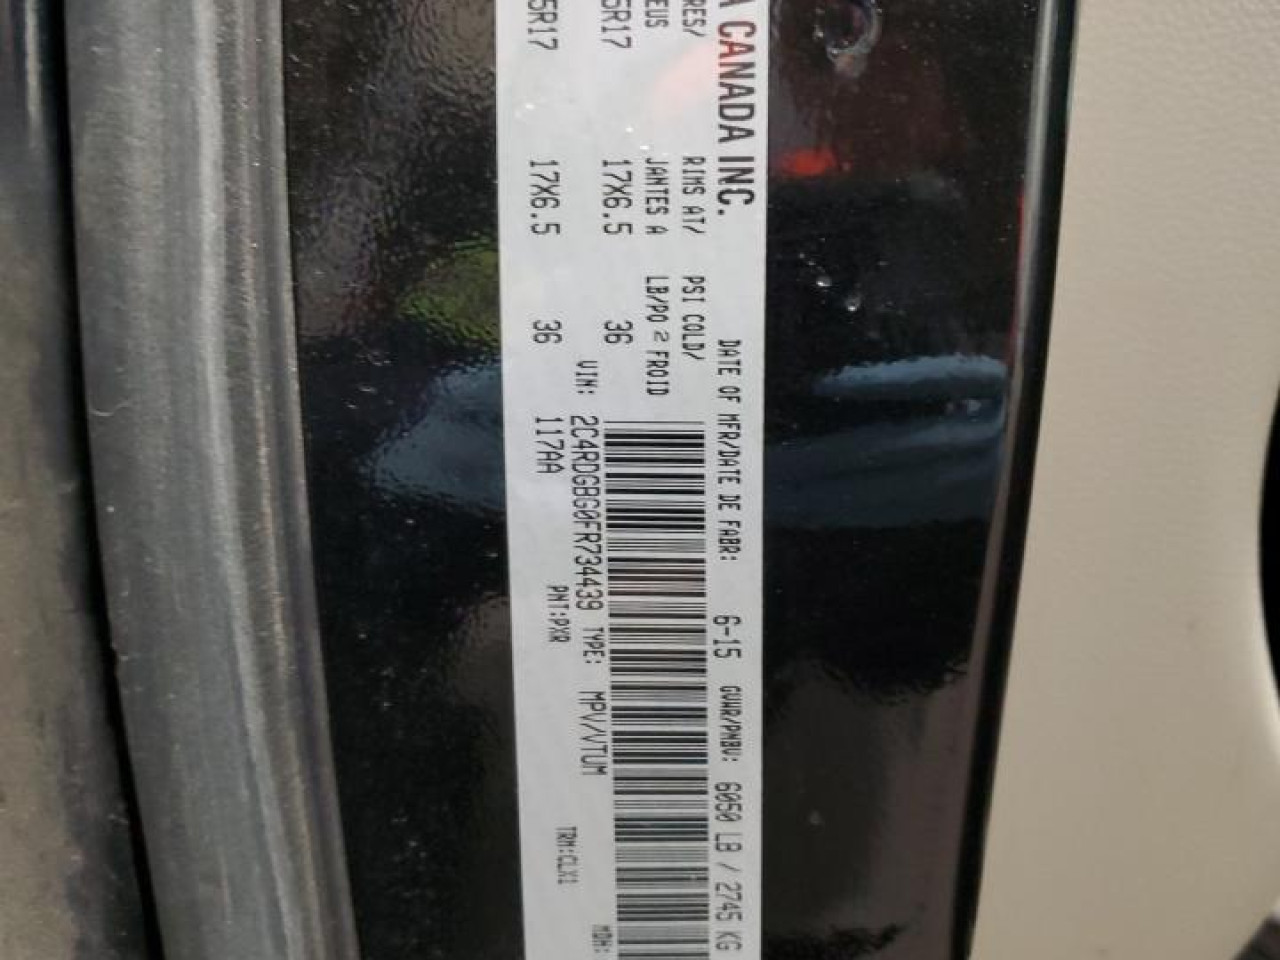 A CANADA INC.
DATE OF MFR/DATE DE FABR: 6-15 GVWR/PNBV: 6050 LB / 2745 KG
RES/ RIMS AT/ PSI COLD/
EUS JANTES A LB/PO 2 FROID
5R17 17X6.5 36
5R17 17X6.5 36
VIN: 2C4RDGBG0FR734439 TYPE: MPV/VTUM MDH:
117AA PNT:PXR TRM:CLX1